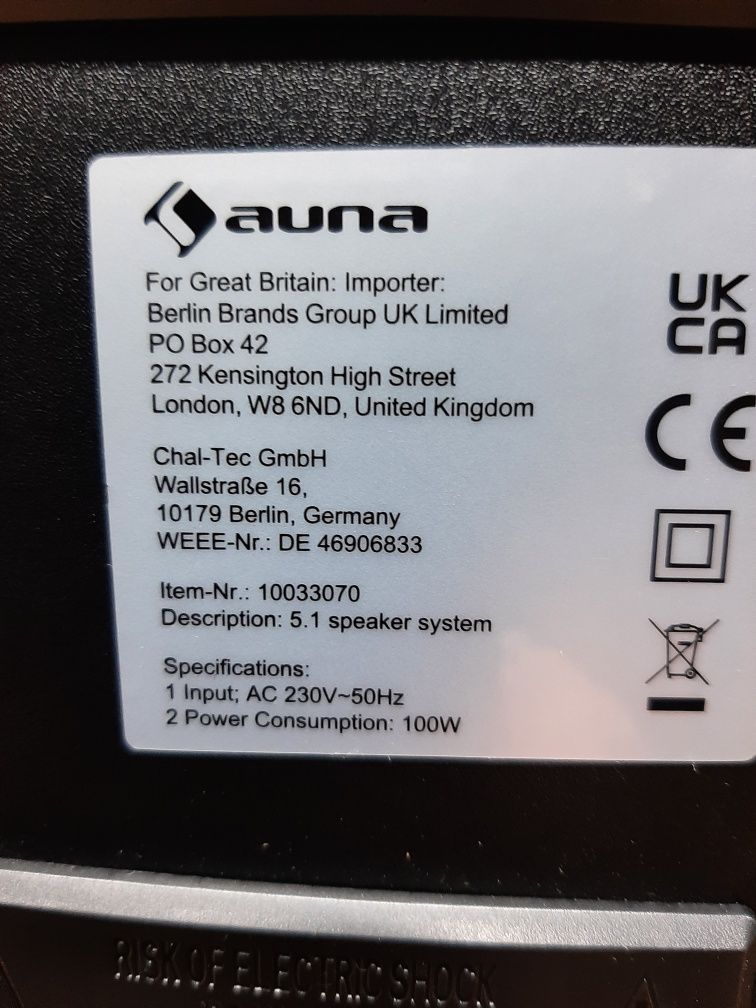 auna
For Great Britain: Importer:
Berlin Brands Group UK Limited
PO Box 42
272 Kensington High Street
London, W8 6ND, United Kingdom
Chal-Tec GmbH
Wallstraße 16,
10179 Berlin, Germany
WEEE-Nr.: DE 46906833
Item-Nr.: 10033070
Description: 5.1 speaker system
Specifications:
1 Input; AC 230V~50Hz
2 Power Consumption: 100W
UK
CA
CE
RISK OF ELECTRIC SHOCK